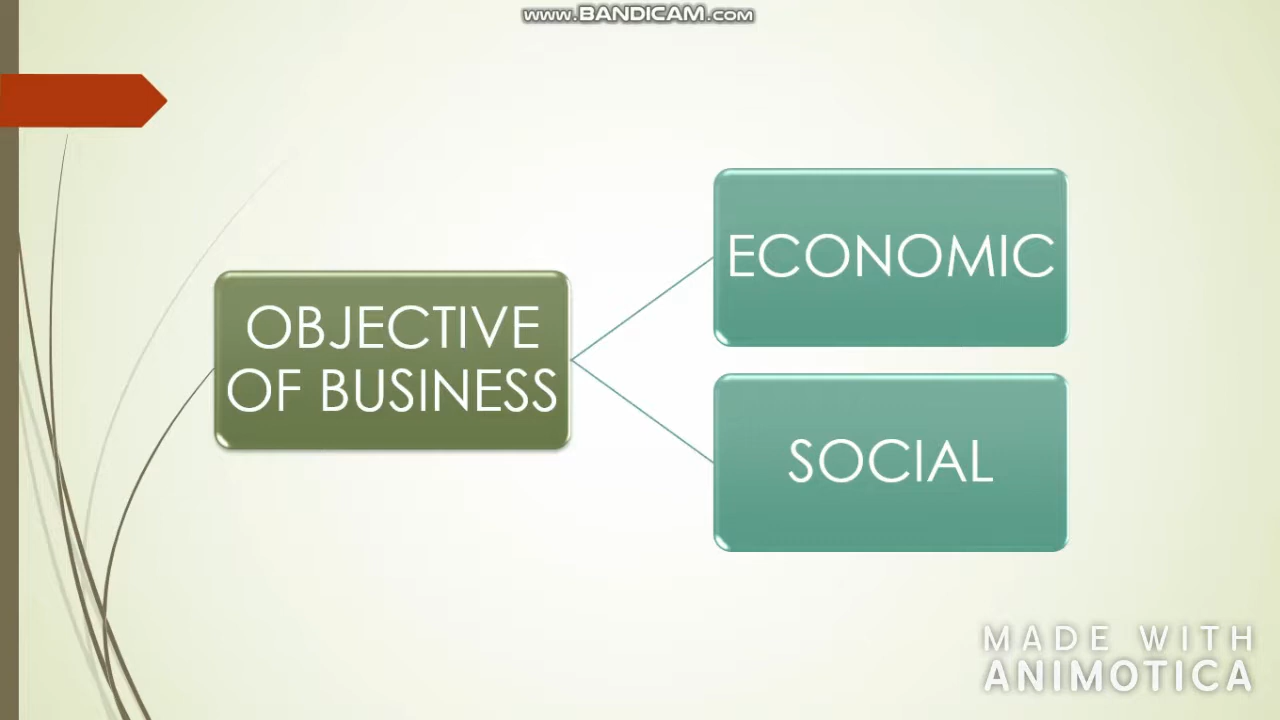 www.BANDICAM.com
OBJECTIVE
OF BUSINESS
ECONOMIC
SOCIAL
MADE WITH
ANIMOTICA